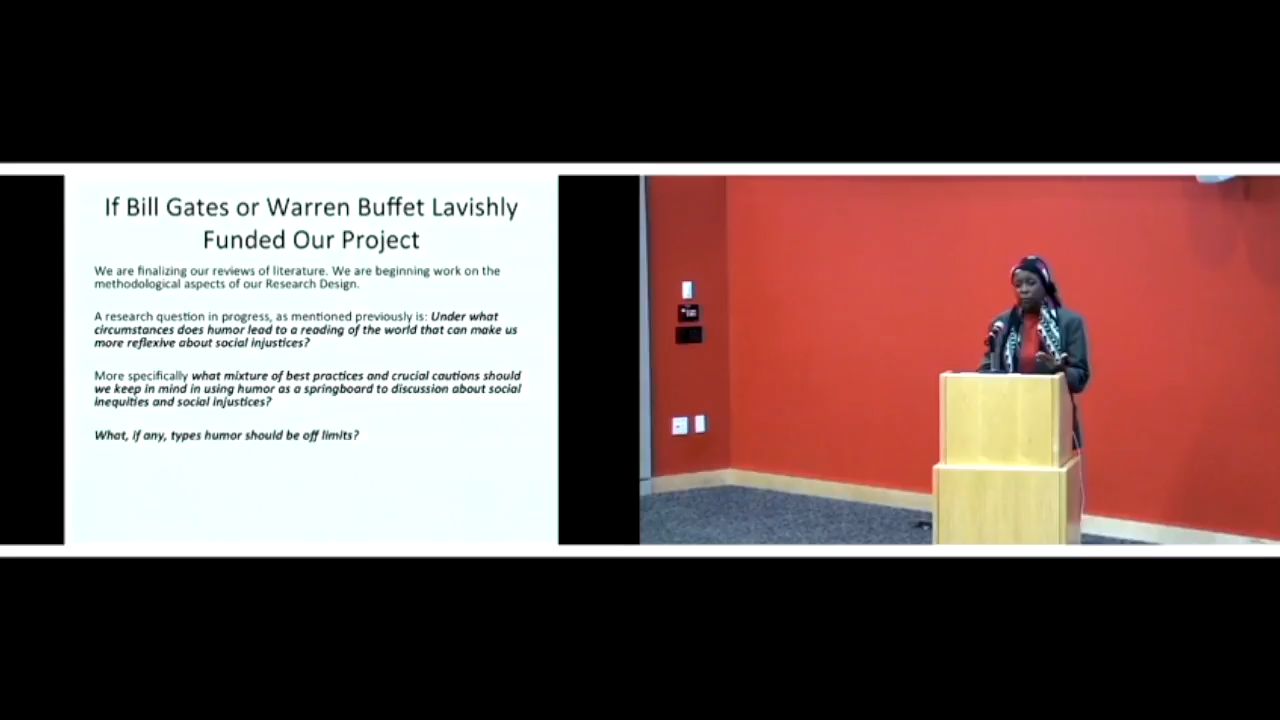 If Bill Gates or Warren Buffet Lavishly
Funded Our Project
We are finalizing our reviews of literature. We are beginning work on the
methodological aspects of our Research Design.
A research question in progress, as mentioned previously is: Under what
circumstances does humor lead to a reading of the world that can make us
more reflexive about social injustices?
More specifically what mixture of best practices and crucial cautions should
we keep in mind in using humor as a springboard to discussion about social
inequities and social injustices?
What, if any, types humor should be off limits?